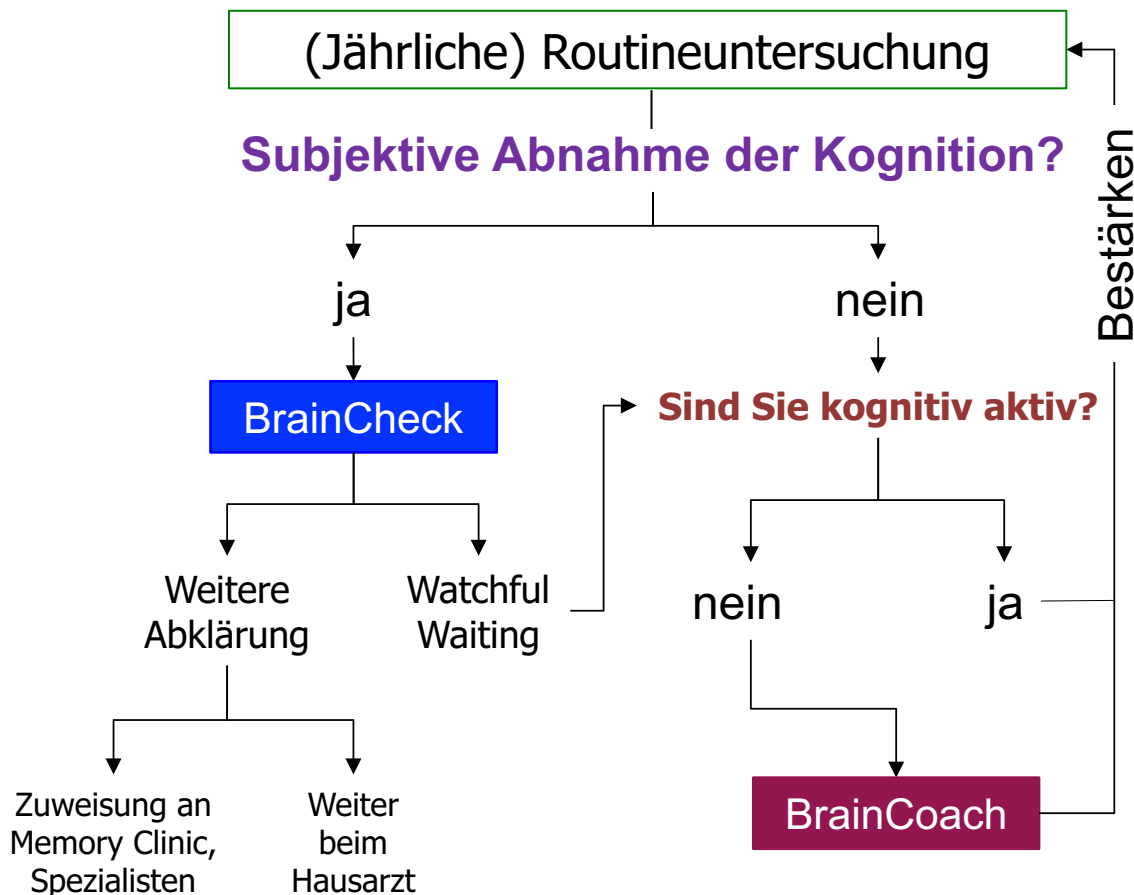 (Jährliche) Routineuntersuchung
Subjektive Abnahme der Kognition?
Bestärken
ja
nein
BrainCheck
Sind Sie kognitiv aktiv?
Weitere
Abklärung
Watchful
Waiting
nein
ja
Zuweisung an
Memory Clinic,
Spezialisten
Weiter
beim
Hausarzt
BrainCoach